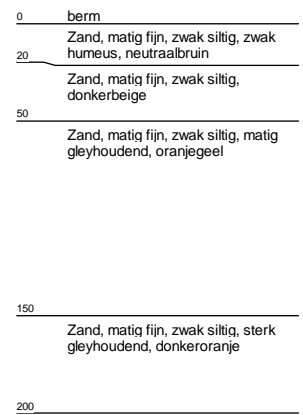 0 berm
Zand, matig fijn, zwak siltig, zwak
humeus, neutraalbruin
20
Zand, matig fijn, zwak siltig,
donkerbeige
50
Zand, matig fijn, zwak siltig, matig
gleyhoudend, oranjegeel
150
Zand, matig fijn, zwak siltig, sterk
gleyhoudend, donkeroranje
200